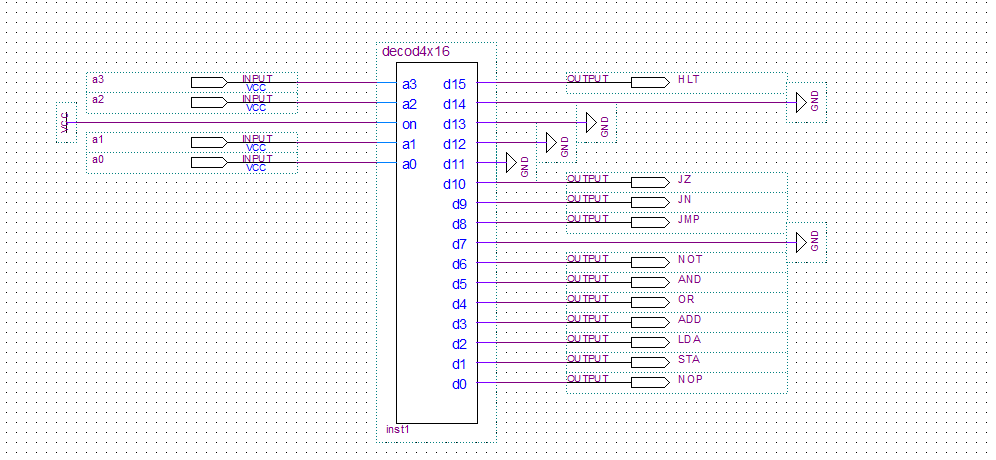 decod4x16
a3 INPUT VCC a3 d15 OUTPUT HLT
a2 INPUT VCC a2 d14 GND
VCC on d13 GND
a1 INPUT VCC a1 d12 GND
a0 INPUT VCC a0 d11 GND
d10 OUTPUT JZ
d9 OUTPUT JN
d8 OUTPUT JMP
d7 GND
d6 OUTPUT NOT
d5 OUTPUT AND
d4 OUTPUT OR
d3 OUTPUT ADD
d2 OUTPUT LDA
d1 OUTPUT STA
d0 OUTPUT NOP
inst1